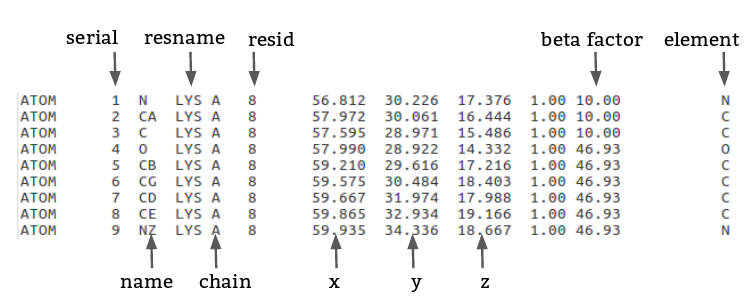 serial resname resid beta factor element
ATOM 1 N LYS A 8 56.812 30.226 17.376 1.00 10.00 N
ATOM 2 CA LYS A 8 57.972 30.061 16.444 1.00 10.00 C
ATOM 3 C LYS A 8 57.595 28.971 15.486 1.00 10.00 C
ATOM 4 O LYS A 8 57.990 28.922 14.332 1.00 46.93 O
ATOM 5 CB LYS A 8 59.210 29.616 17.216 1.00 46.93 C
ATOM 6 CG LYS A 8 59.575 30.484 18.403 1.00 46.93 C
ATOM 7 CD LYS A 8 59.667 31.974 17.988 1.00 46.93 C
ATOM 8 CE LYS A 8 59.865 32.934 19.166 1.00 46.93 C
ATOM 9 NZ LYS A 8 59.935 34.336 18.667 1.00 46.93 N
name chain x y z